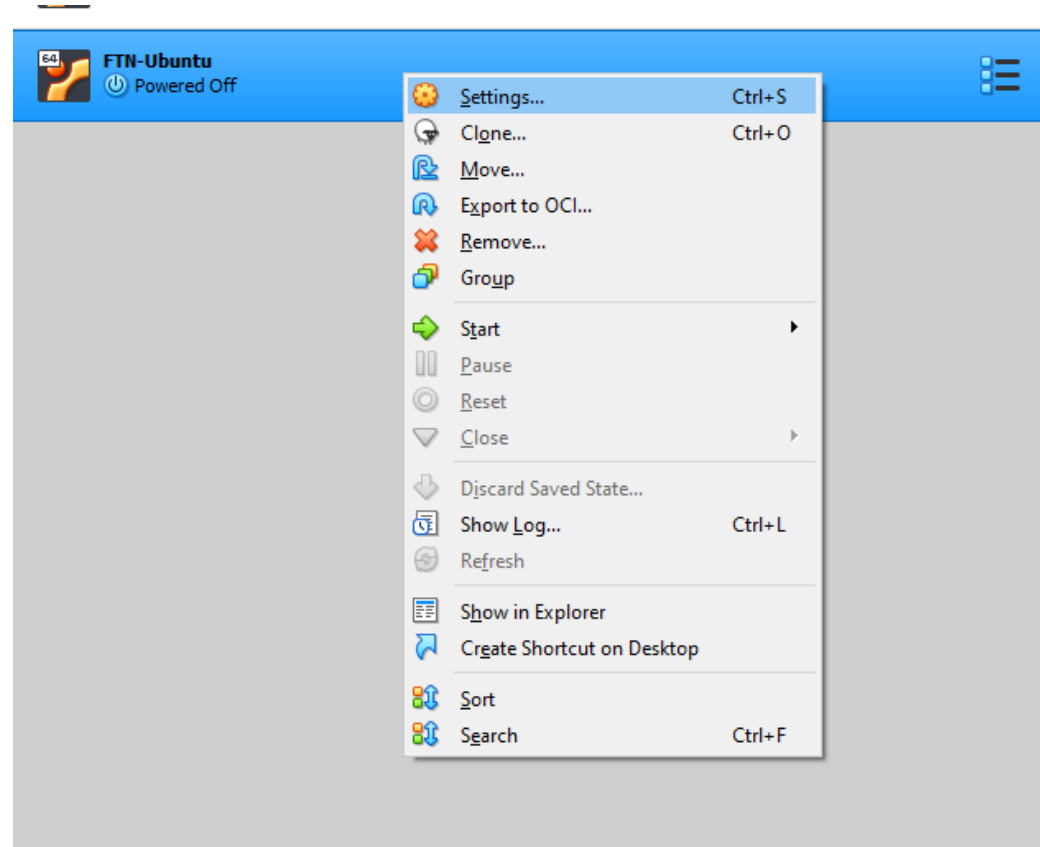 64
FTN-Ubuntu
Powered Off
Settings... Ctrl+S
Clone... Ctrl+O
Move...
Export to OCI...
Remove...
Group
Start
Pause
Reset
Close
Discard Saved State...
Show Log... Ctrl+L
Refresh
Show in Explorer
Create Shortcut on Desktop
Sort
Search Ctrl+F